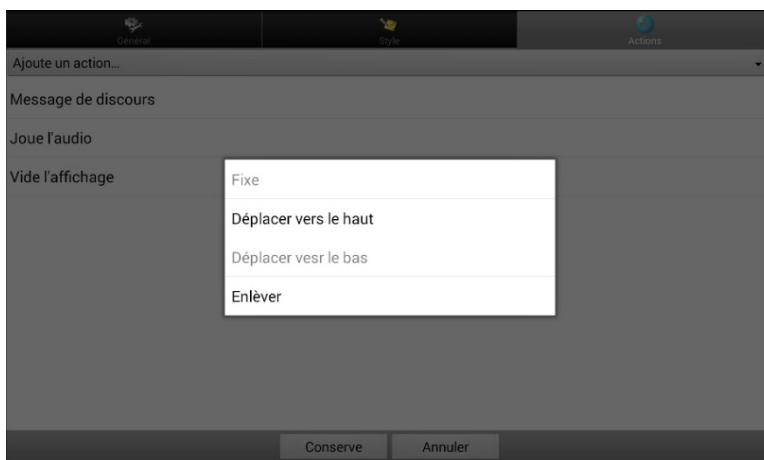 Général
Style
Actions
Ajoute un action...
Message de discours
Joue l'audio
Vide l'affichage
Fixe
Déplacer vers le haut
Déplacer vesr le bas
Enlèver
Conserve
Annuler